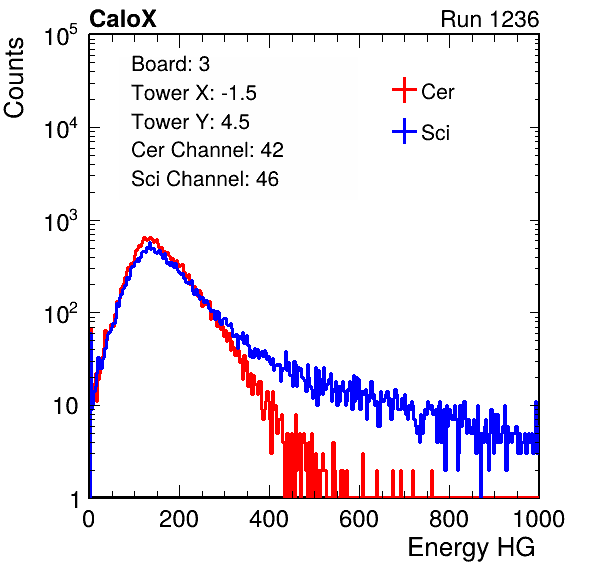 CaloX Run 1236
Counts
10^5
10^4
10^3
10^2
10
1
Board: 3
Tower X: -1.5
Tower Y: 4.5
Cer Channel: 42
Sci Channel: 46
Cer
Sci
0 200 400 600 800 1000
Energy HG